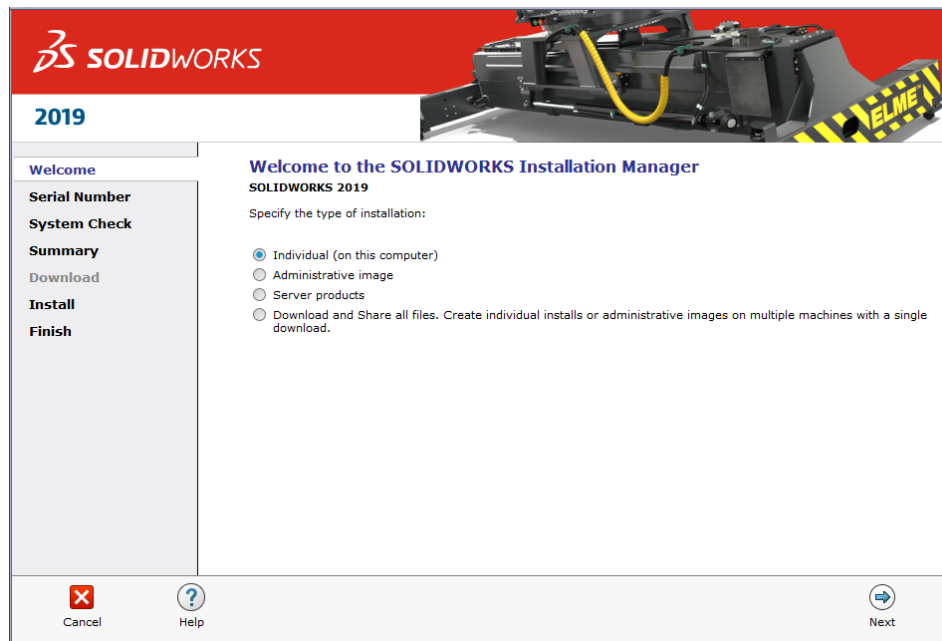 SOLIDWORKS
2019
ELME
Welcome
Serial Number
System Check
Summary
Download
Install
Finish
Welcome to the SOLIDWORKS Installation Manager
SOLIDWORKS 2019
Specify the type of installation:
Individual (on this computer)
Administrative image
Server products
Download and Share all files. Create individual installs or administrative images on multiple machines with a single
download.
Cancel
Help
Next